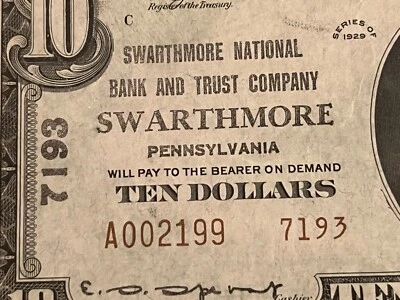 Register of the Treasury.
10
C
SERIES OF
1929
SWARTHMORE NATIONAL
BANK AND TRUST COMPANY
SWARTHMORE
PENNSYLVANIA
WILL PAY TO THE BEARER ON DEMAND
TEN DOLLARS
7193
A002199 7193
Cashier